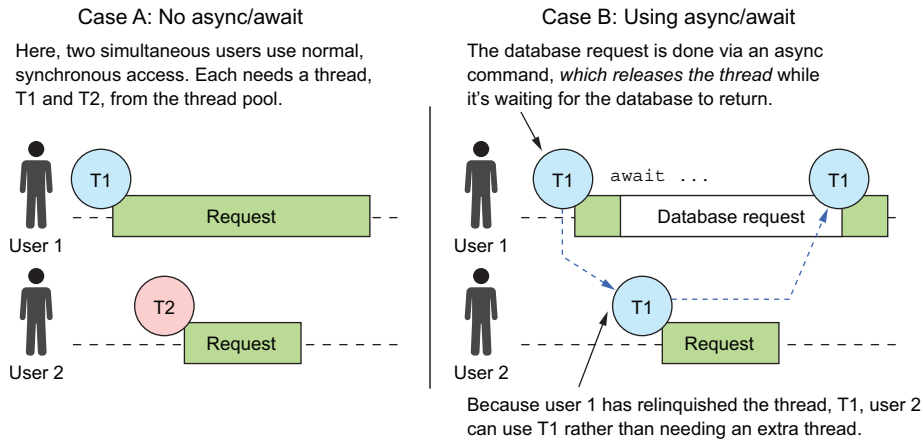 Case A: No async/await
Here, two simultaneous users use normal,
synchronous access. Each needs a thread,
T1 and T2, from the thread pool.
T1
Request
User 1
T2
Request
User 2
Case B: Using async/await
The database request is done via an async
command, which releases the thread while
it’s waiting for the database to return.
T1
await ...
T1
Database request
User 1
T1
Request
User 2
Because user 1 has relinquished the thread, T1, user 2
can use T1 rather than needing an extra thread.